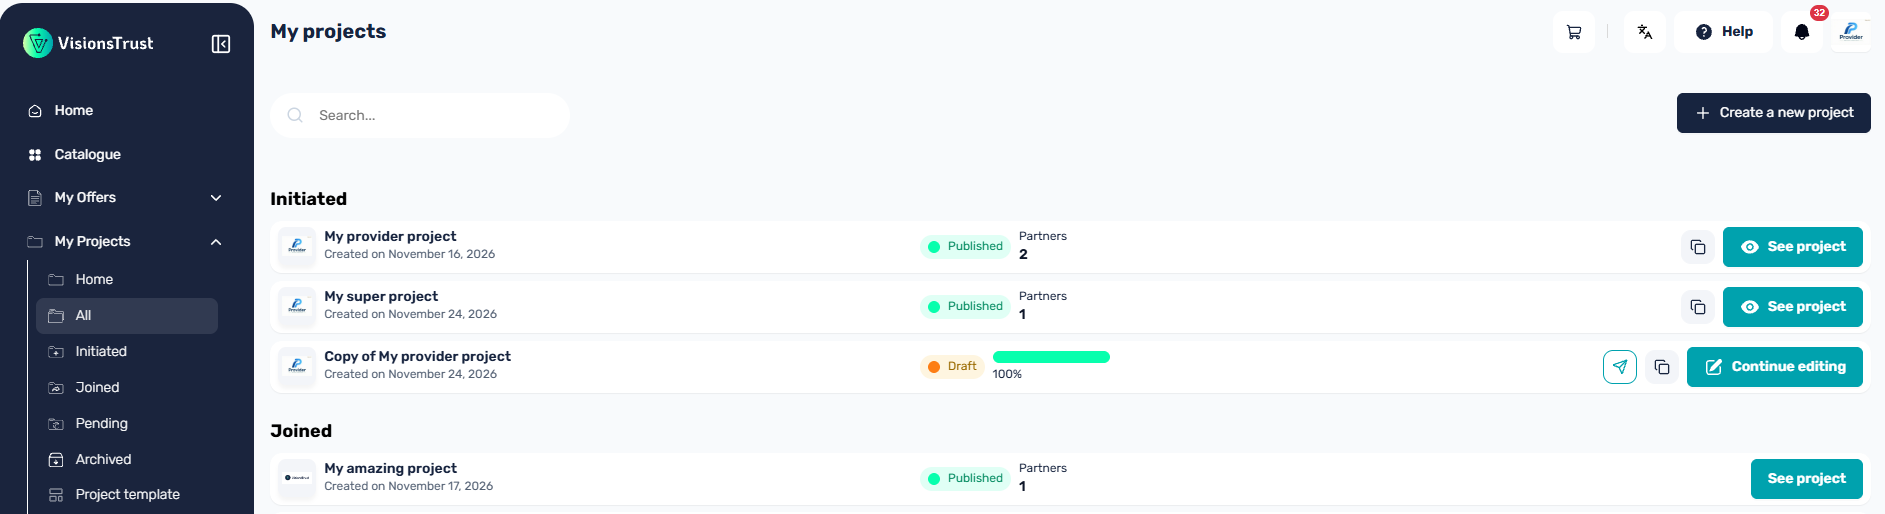 VisionsTrust
My projects
Help
32
Provider
Home
Catalogue
My Offers
My Projects
Home
All
Initiated
Joined
Pending
Archived
Project template
Search...
Create a new project
Initiated
Provider
My provider project
Created on November 16, 2026
Published
Partners
2
See project
Provider
My super project
Created on November 24, 2026
Published
Partners
1
See project
Provider
Copy of My provider project
Created on November 24, 2026
Draft
100%
Continue editing
Joined
My amazing project
Created on November 17, 2026
Published
Partners
1
See project